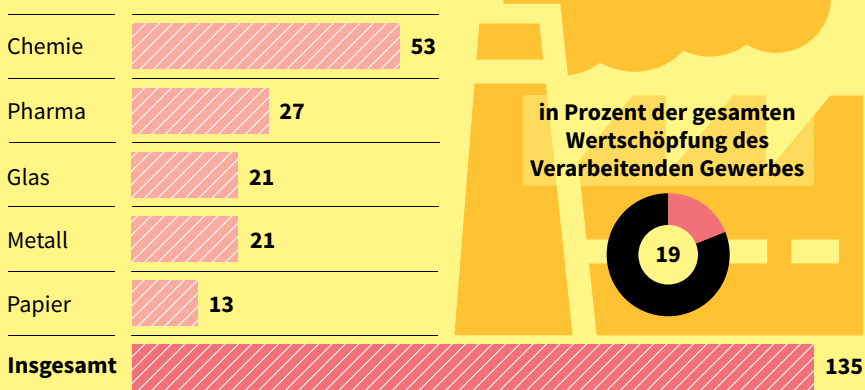 Chemie 53
Pharma 27
Glas 21
Metall 21
Papier 13
Insgesamt 135
in Prozent der gesamten
Wertschöpfung des
Verarbeitenden Gewerbes
19